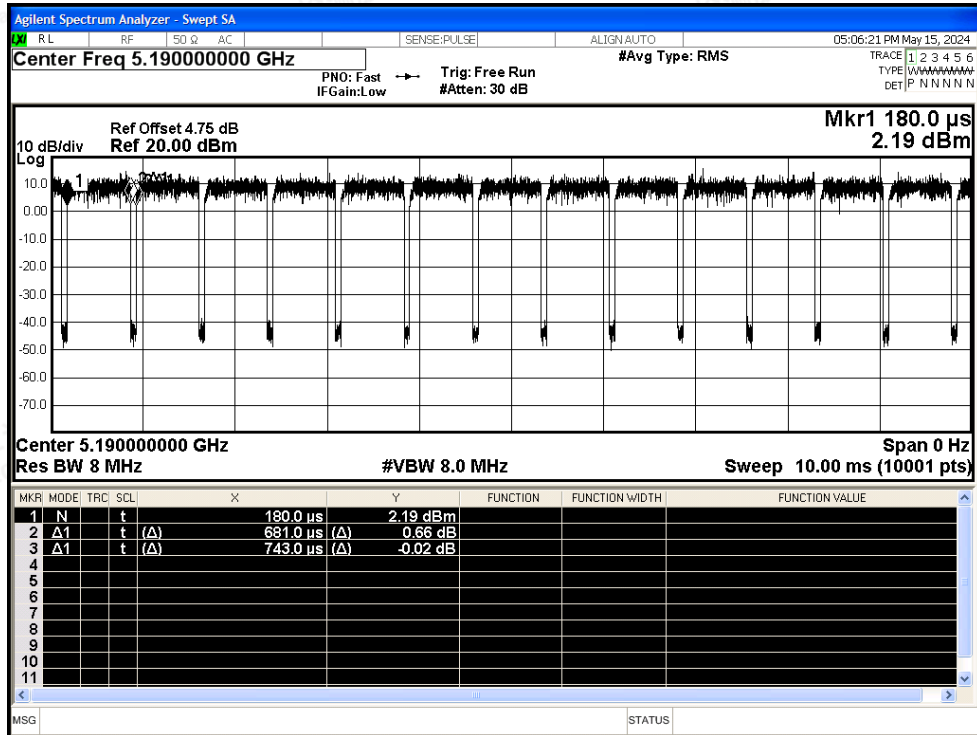 Agilent Spectrum Analyzer - Swept SA
LXI RL RF 50 Ω AC SENSE:PULSE ALIGN AUTO 05:06:21 PM May 15, 2024
Center Freq 5.190000000 GHz #Avg Type: RMS TRACE 1 2 3 4 5 6
PNO: Fast Trig: Free Run TYPE WWWWWW
IFGain:Low #Atten: 30 dB DET P N N N N N
Mkr1 180.0 µs
Ref Offset 4.75 dB
10 dB/div Ref 20.00 dBm 2.19 dBm
Log
10.0 1
0.00
-10.0
-20.0
-30.0
-40.0
-50.0
-60.0
-70.0
Center 5.190000000 GHz Span 0 Hz
Res BW 8 MHz #VBW 8.0 MHz Sweep 10.00 ms (10001 pts)
MKR MODE TRC SCL X Y FUNCTION FUNCTION WIDTH FUNCTION VALUE
1 N t 180.0 µs 2.19 dBm
2 Δ1 t (Δ) 681.0 µs (Δ) 0.66 dB
3 Δ1 t (Δ) 743.0 µs (Δ) -0.02 dB
4
5
6
7
8
9
10
11
MSG STATUS